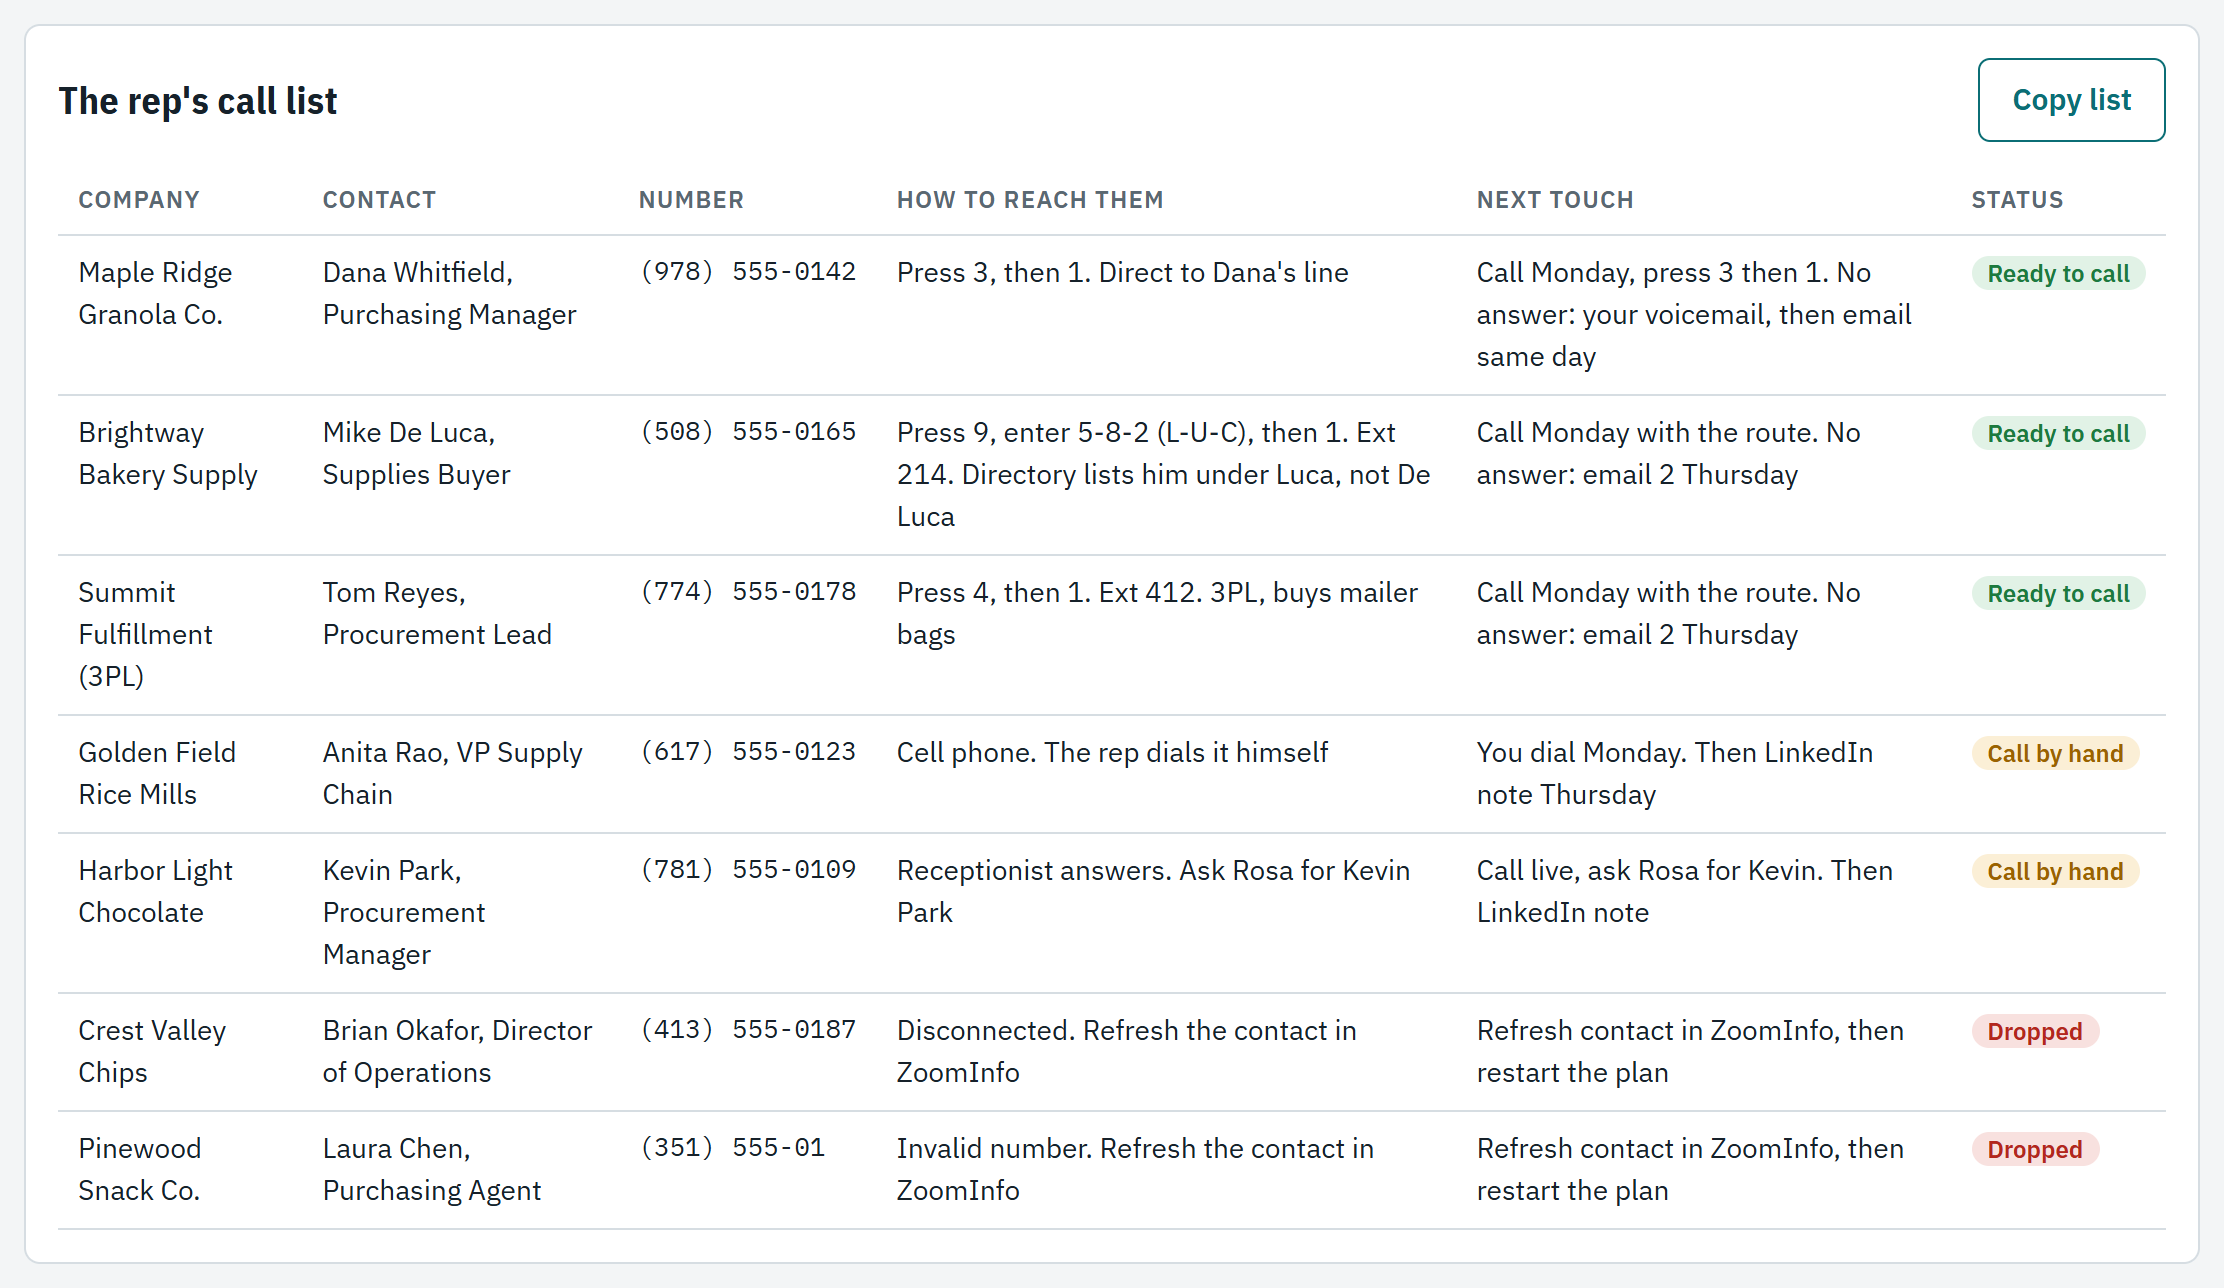 The rep's call list
Copy list
COMPANY CONTACT NUMBER HOW TO REACH THEM NEXT TOUCH STATUS
Maple Ridge
Granola Co.
Dana Whitfield,
Purchasing Manager
(978) 555-0142
Press 3, then 1. Direct to Dana's line
Call Monday, press 3 then 1. No
answer: your voicemail, then email
same day
Ready to call
Brightway
Bakery Supply
Mike De Luca,
Supplies Buyer
(508) 555-0165
Press 9, enter 5-8-2 (L-U-C), then 1. Ext
214. Directory lists him under Luca, not De
Luca
Call Monday with the route. No
answer: email 2 Thursday
Ready to call
Summit
Fulfillment
(3PL)
Tom Reyes,
Procurement Lead
(774) 555-0178
Press 4, then 1. Ext 412. 3PL, buys mailer
bags
Call Monday with the route. No
answer: email 2 Thursday
Ready to call
Golden Field
Rice Mills
Anita Rao, VP Supply
Chain
(617) 555-0123
Cell phone. The rep dials it himself
You dial Monday. Then LinkedIn
note Thursday
Call by hand
Harbor Light
Chocolate
Kevin Park,
Procurement
Manager
(781) 555-0109
Receptionist answers. Ask Rosa for Kevin
Park
Call live, ask Rosa for Kevin. Then
LinkedIn note
Call by hand
Crest Valley
Chips
Brian Okafor, Director
of Operations
(413) 555-0187
Disconnected. Refresh the contact in
ZoomInfo
Refresh contact in ZoomInfo, then
restart the plan
Dropped
Pinewood
Snack Co.
Laura Chen,
Purchasing Agent
(351) 555-01
Invalid number. Refresh the contact in
ZoomInfo
Refresh contact in ZoomInfo, then
restart the plan
Dropped